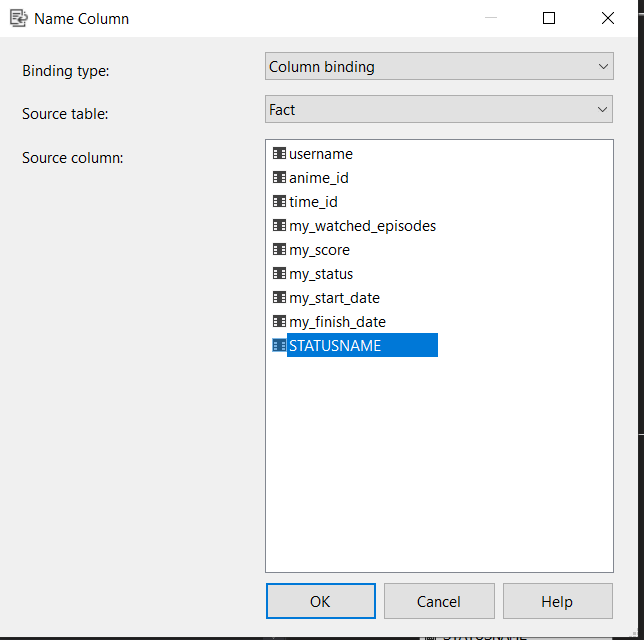 Name Column
Binding type:
Column binding
Source table:
Fact
Source column:
username
anime_id
time_id
my_watched_episodes
my_score
my_status
my_start_date
my_finish_date
STATUSNAME
OK
Cancel
Help
STATUSNAME